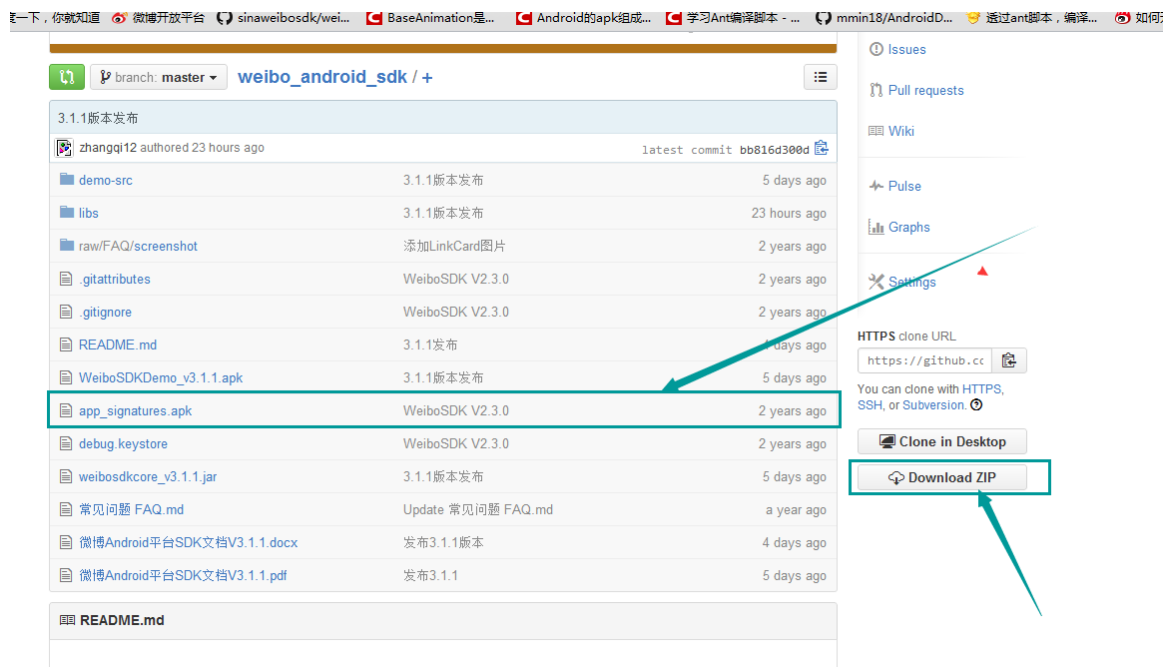 度一下，你就知道 微博开放平台 sinaweibosdk/wei... BaseAnimation是... Android的apk组成... 学习Ant编译脚本 - ... mmin18/AndroidD... 透过ant脚本，编译... 如何
branch: master weibo_android_sdk / +
3.1.1版本发布
zhangqi12 authored 23 hours ago latest commit bb816d300d
demo-src 3.1.1版本发布 5 days ago
libs 3.1.1版本发布 23 hours ago
raw/FAQ/screenshot 添加LinkCard图片 2 years ago
.gitattributes WeiboSDK V2.3.0 2 years ago
.gitignore WeiboSDK V2.3.0 2 years ago
README.md 3.1.1发布 days ago
WeiboSDKDemo_v3.1.1.apk 3.1.1版本发布 5 days ago
app_signatures.apk WeiboSDK V2.3.0 2 years ago
debug.keystore WeiboSDK V2.3.0 2 years ago
weibosdkcore_v3.1.1.jar 3.1.1版本发布 5 days ago
常见问题 FAQ.md Update 常见问题 FAQ.md a year ago
微博Android平台SDK文档V3.1.1.docx 发布3.1.1版本 4 days ago
微博Android平台SDK文档V3.1.1.pdf 发布3.1.1 5 days ago
README.md
Issues
Pull requests
Wiki
Pulse
Graphs
Settings
HTTPS clone URL
https://github.cc
You can clone with HTTPS,
SSH, or Subversion.
Clone in Desktop
Download ZIP